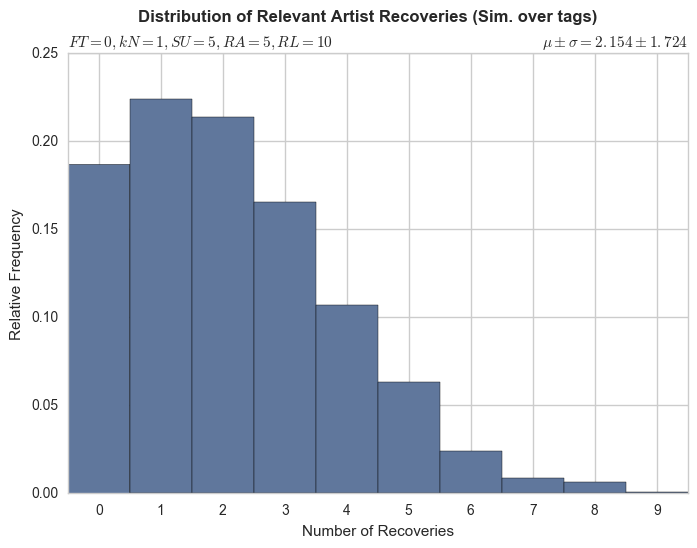 Distribution of Relevant Artist Recoveries (Sim. over tags)
FT=0, kN=1, SU=5, RA=5, RL=10
μ±σ=2.154±1.724
0.25
0.20
0.15
0.10
0.05
0.00
Relative Frequency
0 1 2 3 4 5 6 7 8 9
Number of Recoveries